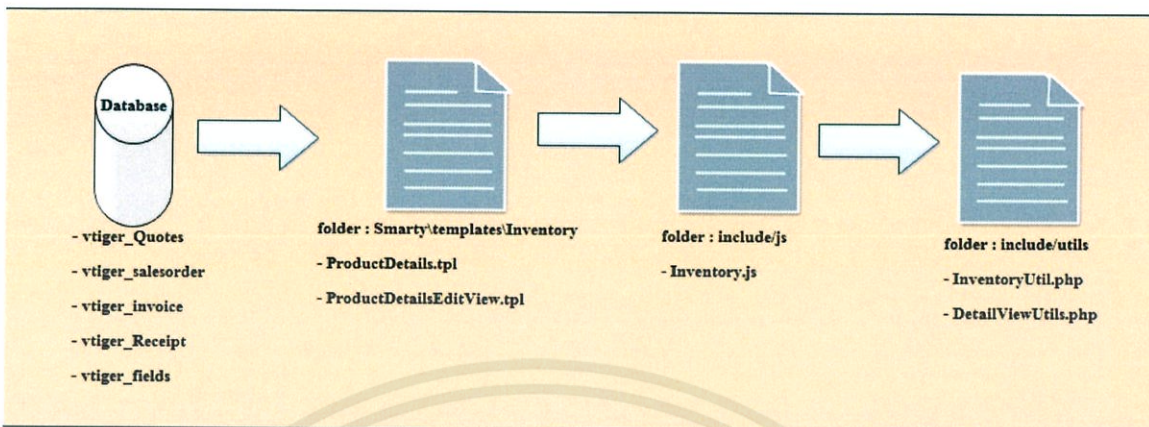 Database
- vtiger_Quotes
- vtiger_salesorder
- vtiger_invoice
- vtiger_Receipt
- vtiger_fields
folder : Smarty\templates\Inventory
- ProductDetails.tpl
- ProductDetailsEditView.tpl
folder : include/js
- Inventory.js
folder : include/utils
- InventoryUtil.php
- DetailViewUtils.php